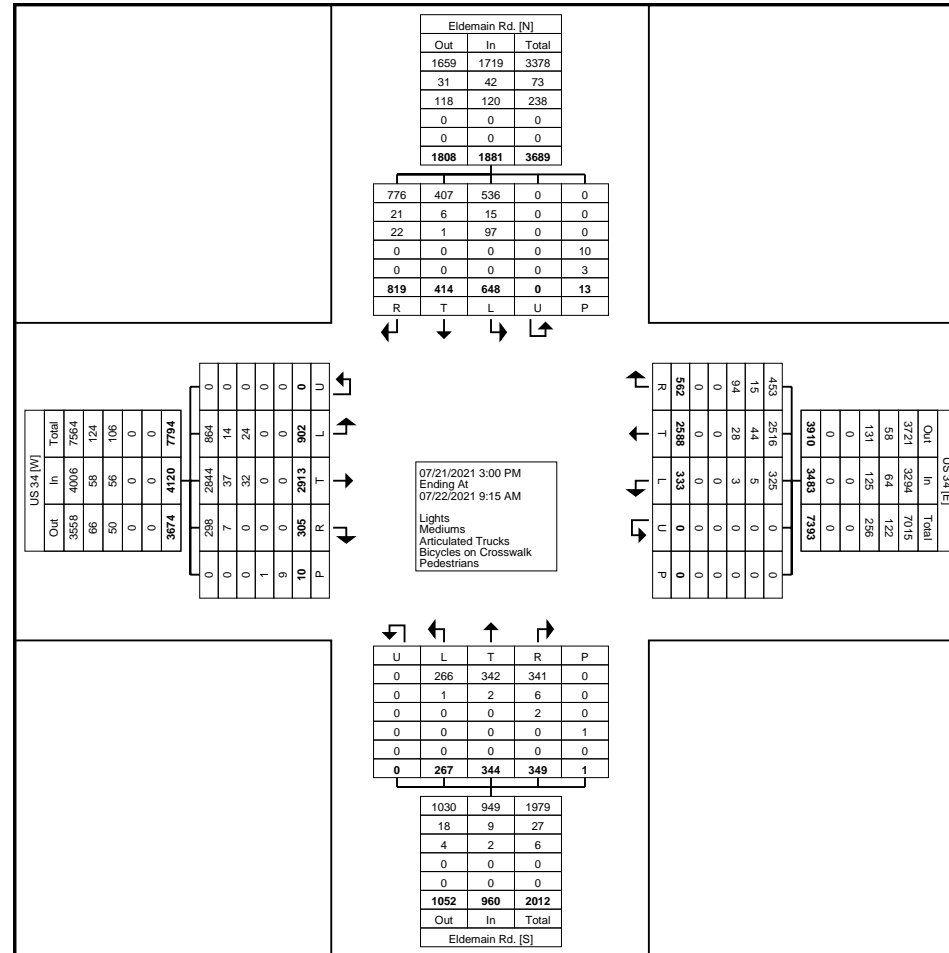 Eldemain Rd. [N]
Out In Total
1659 1719 3378
31 42 73
118 120 238
0 0 0
0 0 0
1808 1881 3689
776 407 536 0 0
21 6 15 0 0
22 1 97 0 0
0 0 0 0 10
0 0 0 0 3
819 414 648 0 13
R T L U P
US 34 [W]
Total 7564 124 106 0 0 7794
In 4006 58 56 0 0 4120
Out 3558 66 50 0 0 3674
0 0 0 0 0 0 U
864 14 24 0 0 902 L
2844 37 32 0 0 2913 T
298 7 0 0 0 305 R
0 0 0 1 9 10 P
07/21/2021 3:00 PM
Ending At
07/22/2021 9:15 AM
Lights
Mediums
Articulated Trucks
Bicycles on Crosswalk
Pedestrians
R 562 0 0 94 15 453
T 2588 0 0 28 44 2516
L 333 0 0 3 5 325
U 0 0 0 0 0 0
P 0 0 0 0 0 0
3910 0 0 131 58 3721 Out
3483 0 0 125 64 3294 In
7393 0 0 256 122 7015 Total
US 34 [E]
U L T R P
0 266 342 341 0
0 1 2 6 0
0 0 0 2 0
0 0 0 0 1
0 0 0 0 0
0 267 344 349 1
1030 949 1979
18 9 27
4 2 6
0 0 0
0 0 0
1052 960 2012
Out In Total
Eldemain Rd. [S]